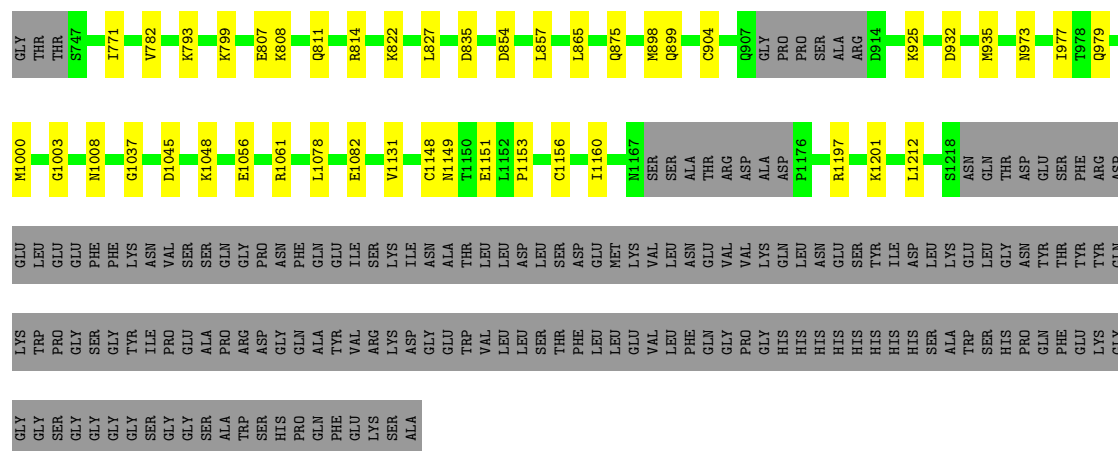 GLY THR THR S747 I771 V782 K793 K799 E807 K808 Q811 R814 K822 L827 D835 D854 L857 L865 Q875 M898 Q899 C904 Q907 GLY PRO PRO SER ALA ARG D914 K925 D932 M935 N973 I977 T978 Q979
M1000 G1003 N1008 G1037 D1045 K1048 E1056 R1061 L1078 E1082 V1131 C1148 N1149 T1150 E1151 L1152 P1153 C1156 I1160 N1167 SER SER ALA THR ARG ASP ALA ASP P1176 R1197 K1201 L1212 S1218 ASN GLN THR ASP GLU SER PHE ARG ASP
GLU LEU GLU GLU PHE PHE LYS ASN VAL SER SER GLN GLY PRO ASN PHE GLN GLU ILE SER LYS ILE ASN ALA THR LEU LEU ASP LEU SER ASP GLU MET LYS VAL LEU ASN GLU VAL VAL LYS GLN LEU ASN GLU SER TYR ILE ASP LEU LYS GLU LEU GLY ASN TYR THR TYR TYR GLN
LYS TRP PRO GLY SER GLY TYR ILE PRO GLU ALA PRO ARG ASP GLY GLN ALA TYR VAL ARG LYS ASP GLY GLU TRP VAL LEU LEU SER THR PHE LEU LEU GLU VAL LEU PHE GLN GLY PRO GLY HIS HIS HIS HIS HIS HIS HIS HIS SER ALA TRP SER HIS PRO GLN PHE GLU LYS GLY
GLY GLY SER GLY GLY GLY GLY SER GLY GLY SER ALA TRP SER HIS PRO GLN PHE GLU LYS SER ALA